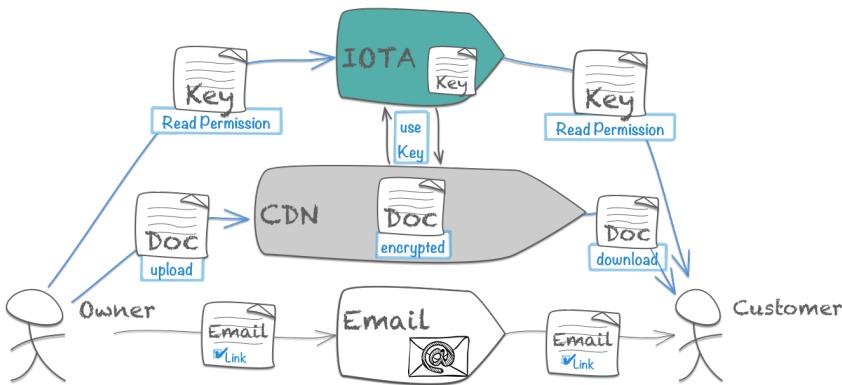 IOTA
Key
Key
Read Permission
Key
Read Permission
use
Key
CDN
Doc
encrypted
Doc
upload
Doc
download
Owner
Customer
Email
Link
Email
@
Email
Link